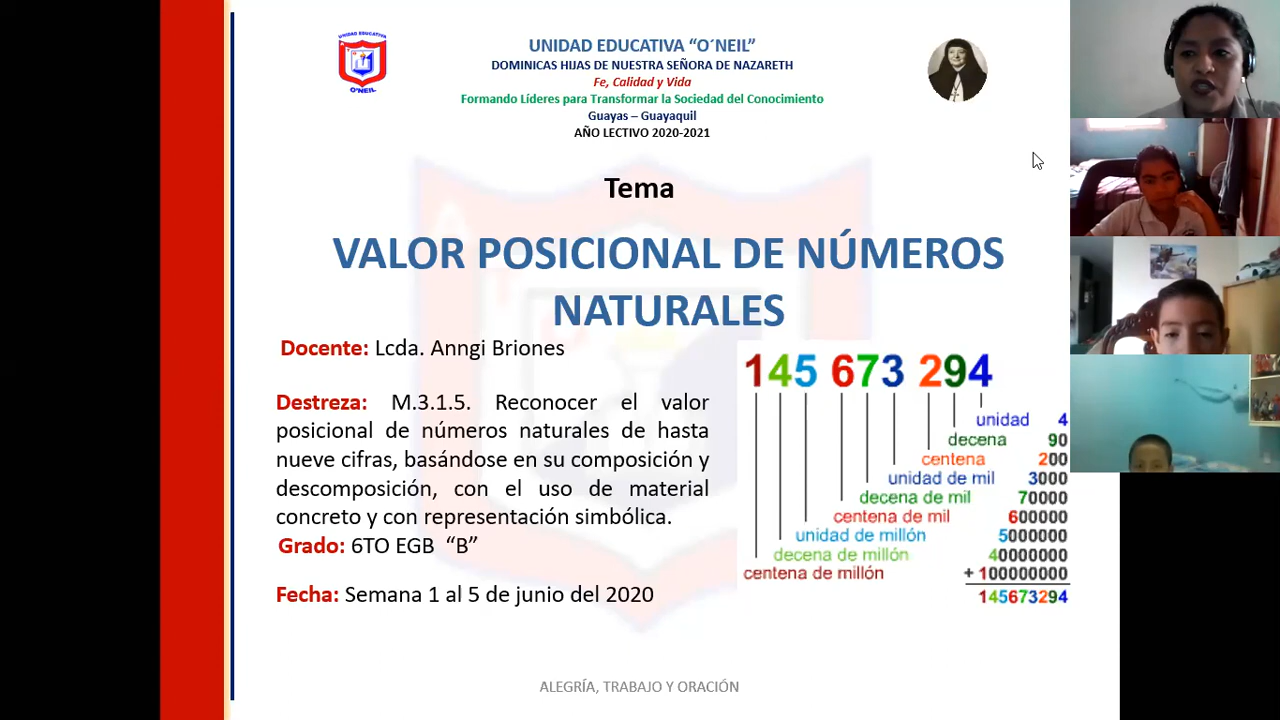 UNIDAD EDUCATIVA
O´NEIL
UNIDAD EDUCATIVA “O´NEIL”
DOMINICAS HIJAS DE NUESTRA SEÑORA DE NAZARETH
Fe, Calidad y Vida
Formando Líderes para Transformar la Sociedad del Conocimiento
Guayas – Guayaquil
AÑO LECTIVO 2020-2021
Tema
VALOR POSICIONAL DE NÚMEROS
NATURALES
Docente: Lcda. Anngi Briones
Destreza: M.3.1.5. Reconocer el valor
posicional de números naturales de hasta
nueve cifras, basándose en su composición y
descomposición, con el uso de material
concreto y con representación simbólica.
Grado: 6TO EGB “B”
Fecha: Semana 1 al 5 de junio del 2020
145 673 294
unidad 4
decena 90
centena 200
unidad de mil 3000
decena de mil 70000
centena de mil 600000
unidad de millón 5000000
decena de millón 40000000
centena de millón + 100000000
145673294
ALEGRÍA, TRABAJO Y ORACIÓN